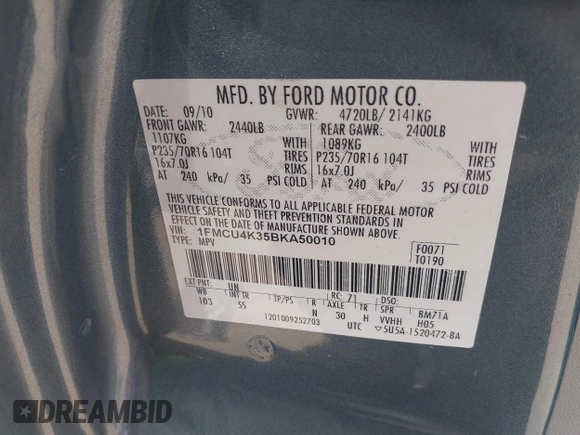 MFD. BY FORD MOTOR CO.
DATE: 09/10 GVWR: 4720LB/ 2141KG
FRONT GAWR: 2440LB REAR GAWR: 2400LB
1107KG WITH 1089KG WITH
P235/70R16 104T TIRES P235/70R16 104T TIRES
16x7.0J RIMS 16x7.0J RIMS
AT 240 kPa/ 35 PSI COLD AT 240 kPa/ 35 PSI COLD
THIS VEHICLE CONFORMS TO ALL APPLICABLE FEDERAL MOTOR
VEHICLE SAFETY AND THEFT PREVENTION STANDARDS IN
EFFECT ON THE DATE OF MANUFACTURE SHOWN ABOVE.
VIN: 1FMCU4K35BKA50010
TYPE: MPV
F0071
T0190
EXT PNT: UN RC: 71 DSO:
WB INT TR TP/PS R AXLE TR SPR BM71A
103 5S N 30 H VVHH H05
1201009252703 UTC 5U5A-1520472-BA
DREAMBID